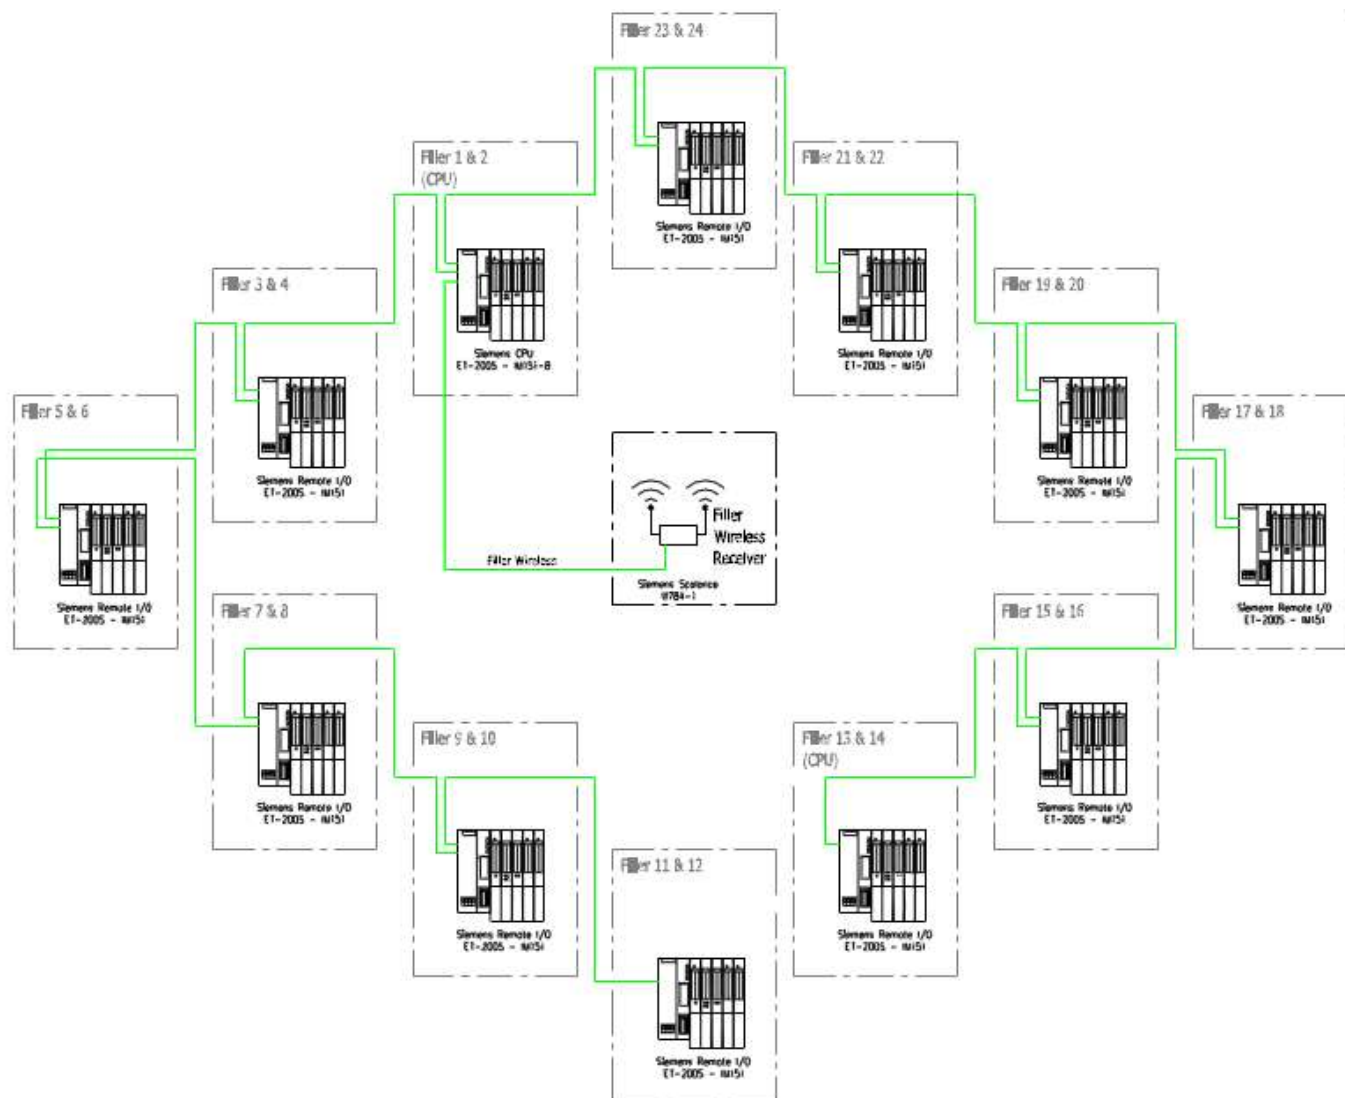 Filler 23 & 24
Siemens Remote I/O
ET-200S - IM151
Filler 1 & 2
(CPU)
Siemens CPU
ET-200S - IM151-8
Filler 21 & 22
Siemens Remote I/O
ET-200S - IM151
Filler 3 & 4
Siemens Remote I/O
ET-200S - IM151
Filler 19 & 20
Siemens Remote I/O
ET-200S - IM151
Filler 5 & 6
Siemens Remote I/O
ET-200S - IM151
Filler 17 & 18
Siemens Remote I/O
ET-200S - IM151
Filler
Wireless
Receiver
Filler Wireless
Siemens Scalance
W784-1
Filler 7 & 8
Siemens Remote I/O
ET-200S - IM151
Filler 15 & 16
Siemens Remote I/O
ET-200S - IM151
Filler 9 & 10
Siemens Remote I/O
ET-200S - IM151
Filler 13 & 14
(CPU)
Siemens Remote I/O
ET-200S - IM151
Filler 11 & 12
Siemens Remote I/O
ET-200S - IM151